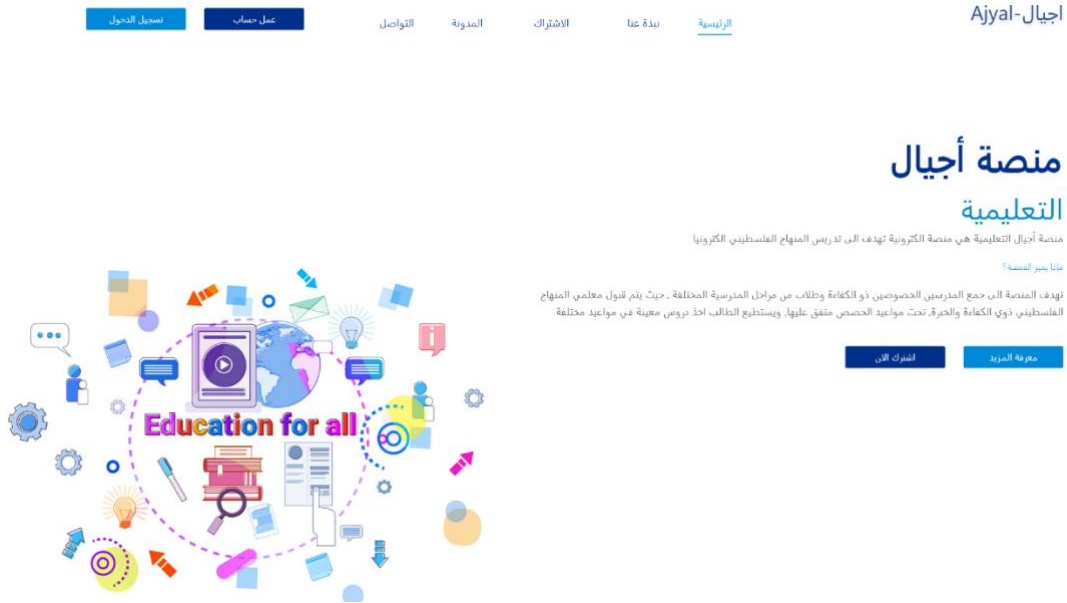 اجيال-Ajyal
الرئيسية
نبذة عنا
الاشتراك
المدونة
التواصل
عمل حساب
تسجيل الدخول
منصة أجيال
التعليمية
منصة أجيال التعليمية هي منصة الكترونية تهدف الى تدريس المنهاج الفلسطيني الكترونيا
ماذا يميز المنصة؟
تهدف المنصة الى جمع المدرسين الخصوصين ذو الكفاءة وطلاب من مراحل المدرسية المختلفة , حيث يتم قبول معلمي المنهاج
الفلسطيني ذوي الكفاءة والخبرة, تحت مواعيد الحصص متفق عليها, ويستطيع الطالب اخذ دروس معينة في مواعيد مختلفة
معرفة المزيد
اشترك الان
Education for all